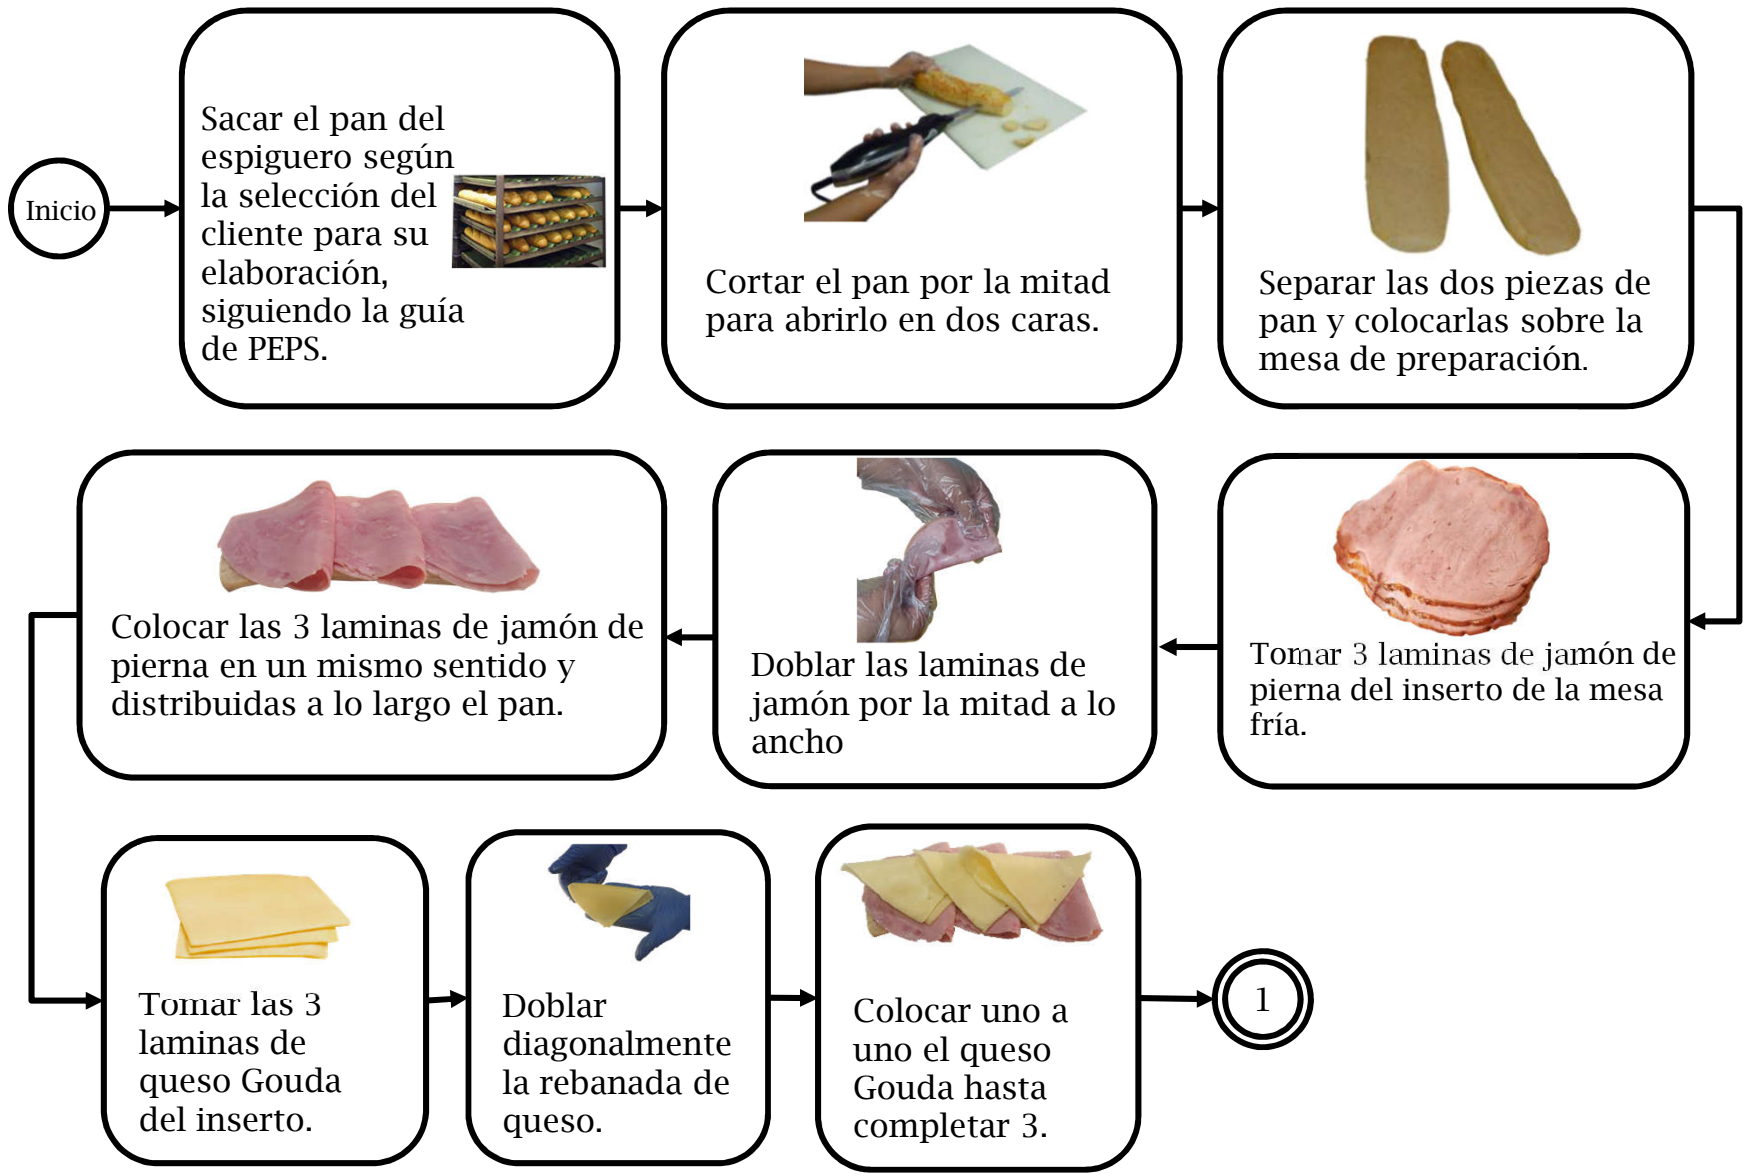 Inicio
Sacar el pan del
espiguero según
la selección del
cliente para su
elaboración,
siguiendo la guía
de PEPS.
Cortar el pan por la mitad
para abrirlo en dos caras.
Separar las dos piezas de
pan y colocarlas sobre la
mesa de preparación.
Tomar 3 laminas de jamón de
pierna del inserto de la mesa
fría.
Doblar las laminas de
jamón por la mitad a lo
ancho
Colocar las 3 laminas de jamón de
pierna en un mismo sentido y
distribuidas a lo largo el pan.
Tomar las 3
laminas de
queso Gouda
del inserto.
Doblar
diagonalmente
la rebanada de
queso.
Colocar uno a
uno el queso
Gouda hasta
completar 3.
1